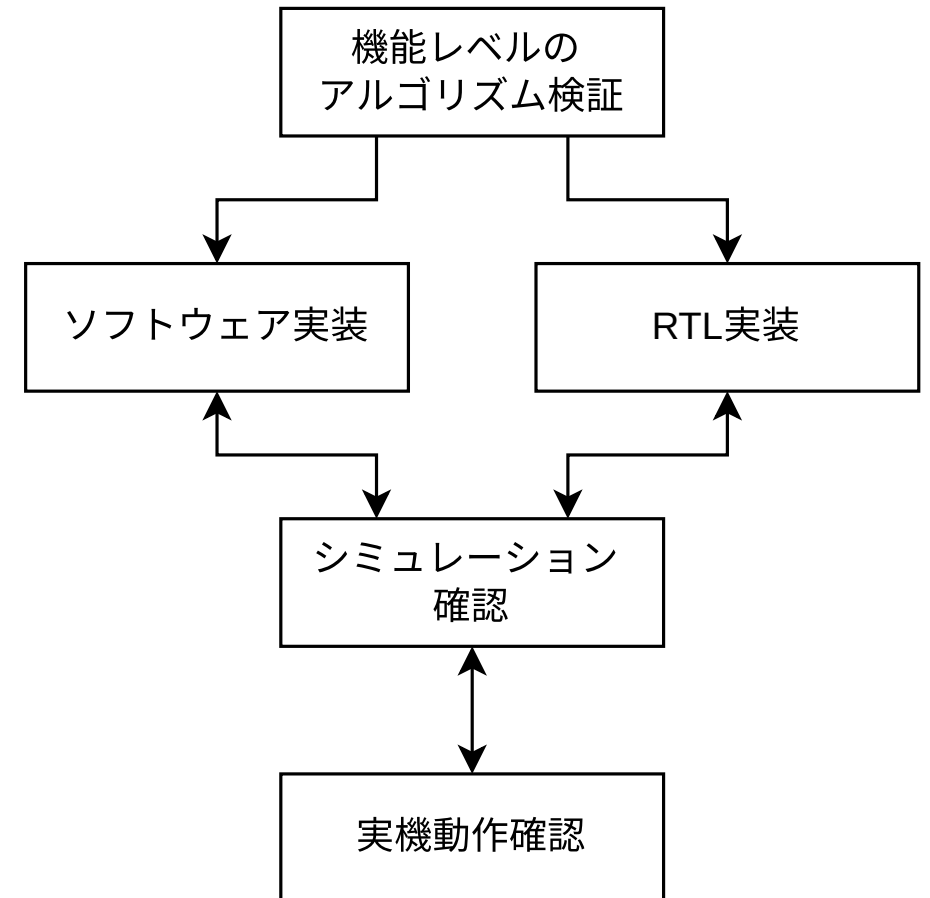 機能レベルの
アルゴリズム検証
ソフトウェア実装
RTL実装
シミュレーション
確認
実機動作確認